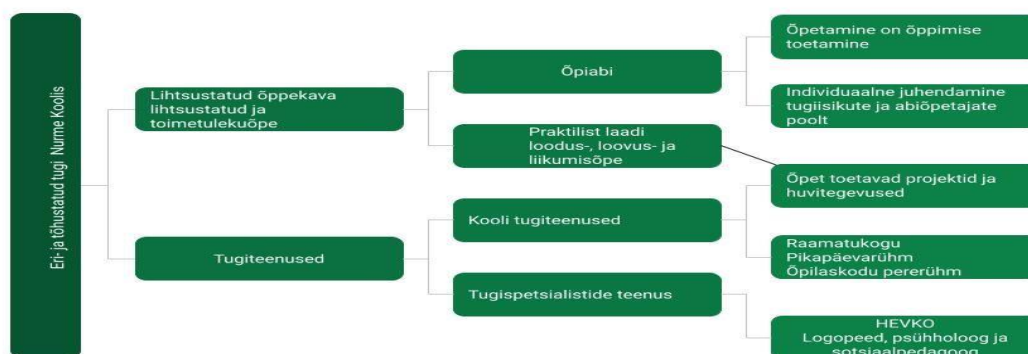 Eri- ja tõhustatud tugi Nurme Koolis
Lihtsustatud õppekava
lihtsustatud ja
toimetulekuõpe
Õpiabi
Õpetamine on õppimise
toetamine
Individuaalne juhendamine
tugiisikute ja abiõpetajate
poolt
Praktilist laadi
loodus-, loovus- ja
liikumisõpe
Tugiteenused
Kooli tugiteenused
Õpet toetavad projektid ja
huvitegevused
Raamatukogu
Pikapäevarühm
Õpilaskodu pererühm
Tugispetsialistide teenus
HEVKO
Logopeed, psühholoog ja
sotsiaalpedagoog